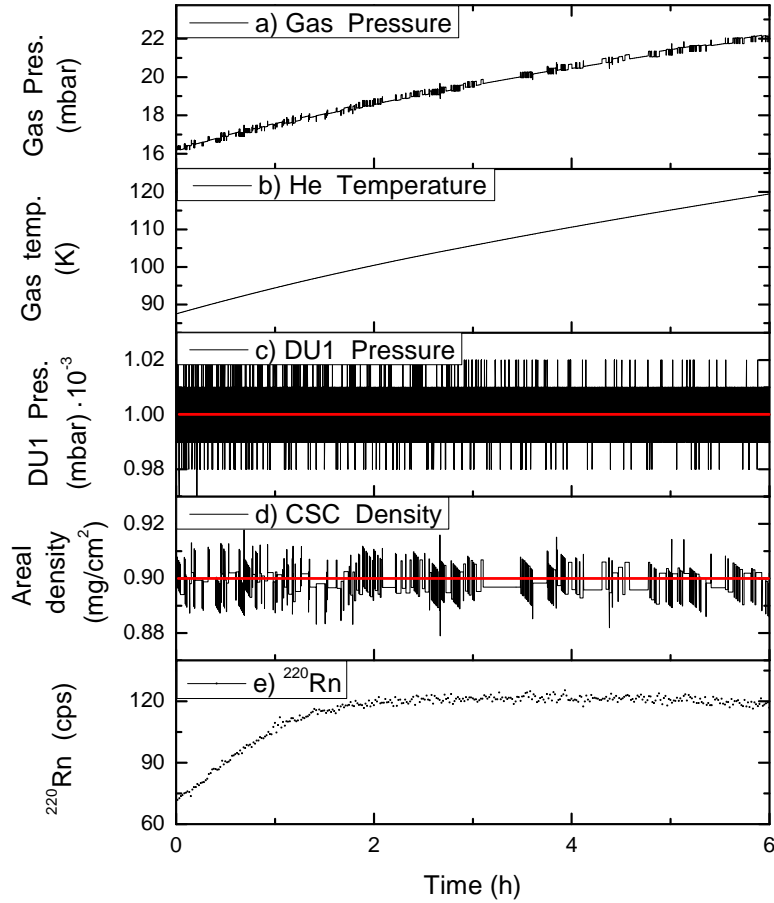 a) Gas Pressure
Gas Pres.
(mbar)
22
20
18
16
b) He Temperature
Gas temp.
(K)
120
110
100
90
c) DU1 Pressure
DU1 Pres.
(mbar)·10⁻³
1.02
1.00
0.98
d) CSC Density
Areal
density
(mg/cm²)
0.92
0.90
0.88
e) ²²⁰Rn
²²⁰Rn (cps)
120
90
60
0 2 4 6
Time (h)